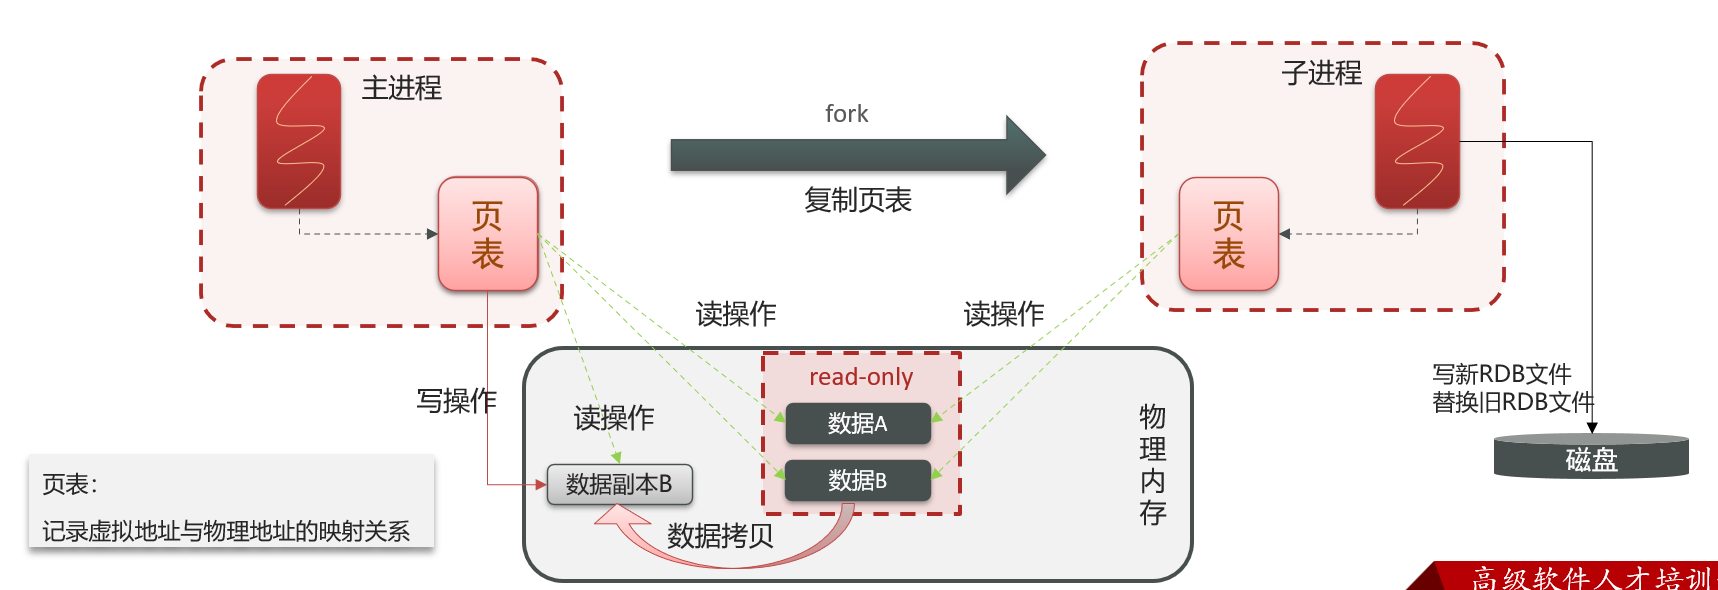 主进程
子进程
fork
复制页表
页
表
页
表
读操作
读操作
写操作
读操作
read-only
数据A
数据B
数据副本B
数据拷贝
物
理
内
存
写新RDB文件
替换旧RDB文件
磁盘
页表：
记录虚拟地址与物理地址的映射关系
高级软件人才培训